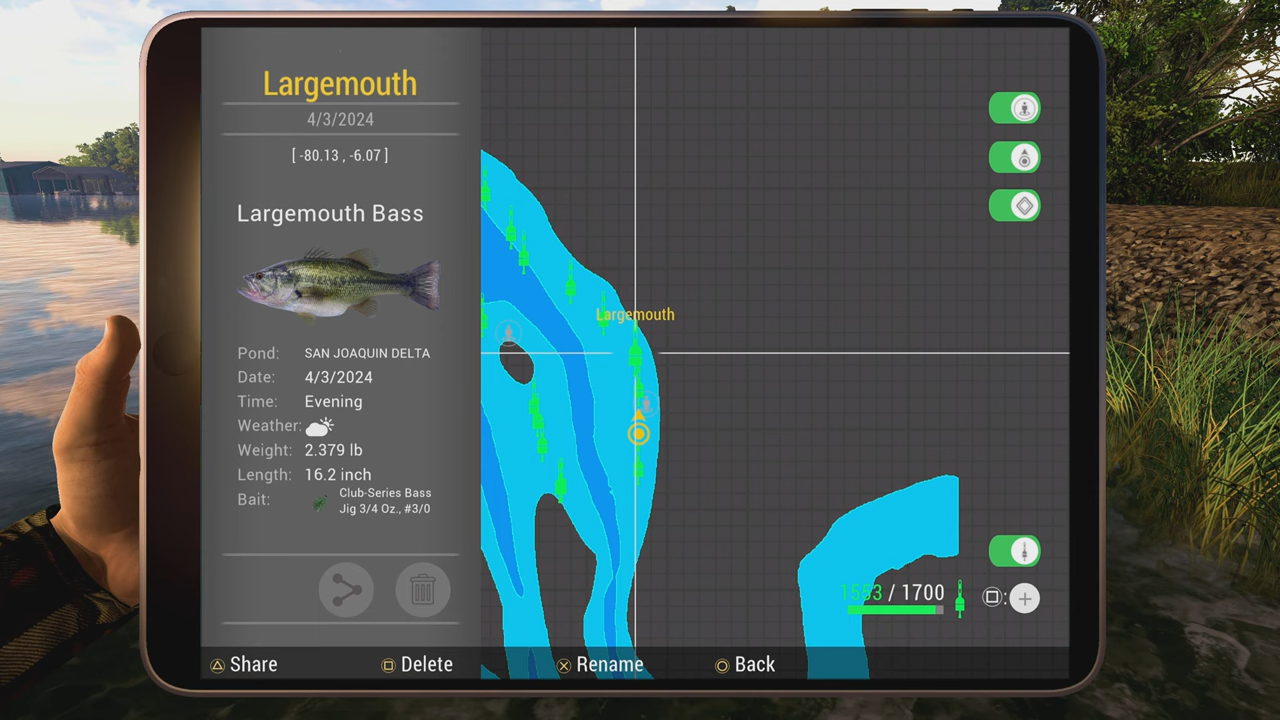 Largemouth
4/3/2024
[ -80.13 , -6.07 ]
Largemouth Bass
Pond: SAN JOAQUIN DELTA
Date: 4/3/2024
Time: Evening
Weather:
Weight: 2.379 lb
Length: 16.2 inch
Bait: Club-Series Bass
Jig 3/4 Oz., #3/0
Largemouth
1553 / 1700
:
Share
Delete
Rename
Back